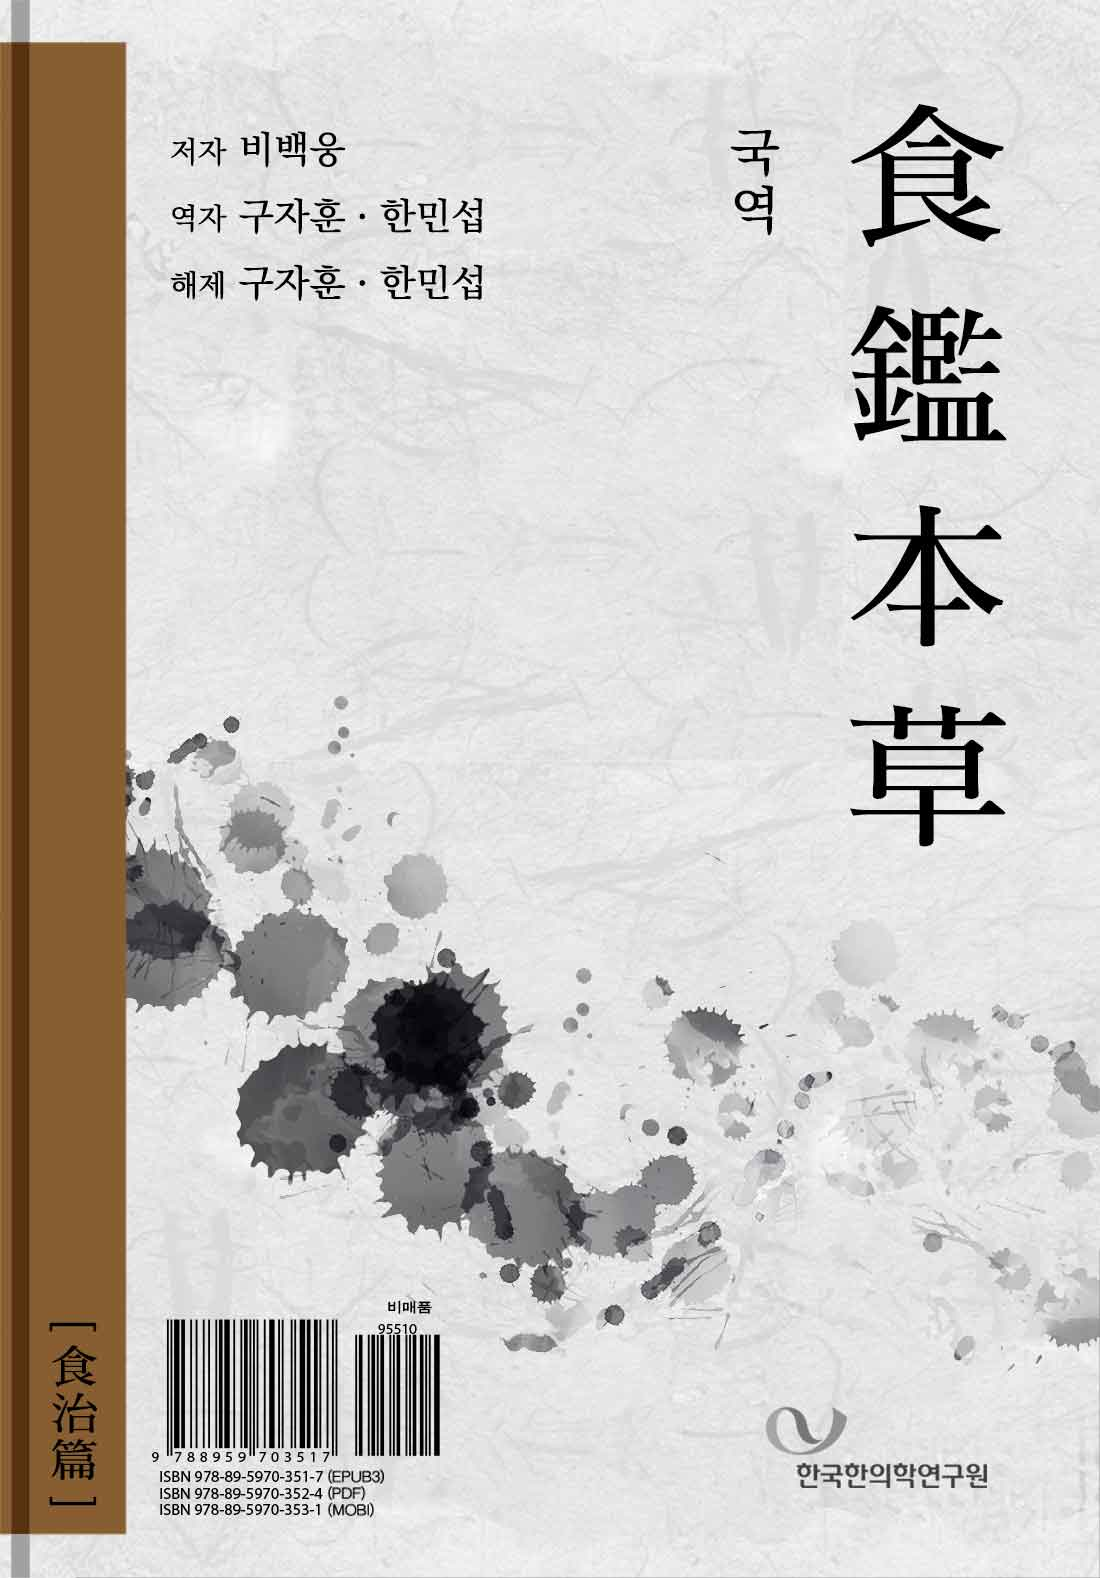 食鑑本草
국역
저자 비백웅
역자 구자훈 · 한민섭
해제 구자훈 · 한민섭
[食治篇]
비매품
95510
9 788959 703517
ISBN 978-89-5970-351-7 (EPUB3)
ISBN 978-89-5970-352-4 (PDF)
ISBN 978-89-5970-353-1 (MOBI)
한국한의학연구원